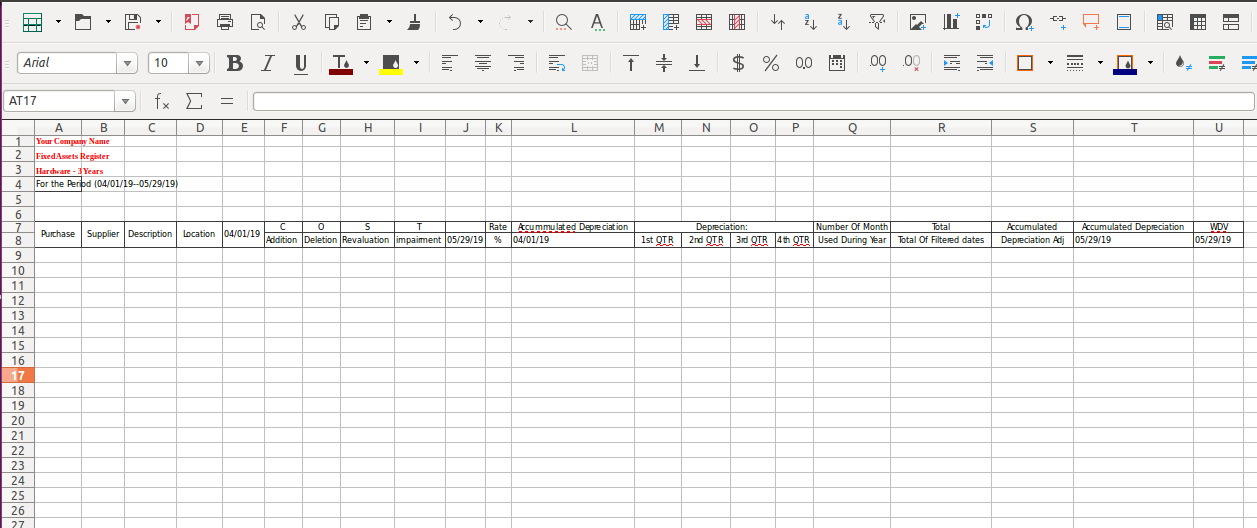 Arial 10
AT17
A B C D E F G H I J K L M N O P Q R S T U
1 Your Company Name
2 FixedAssets Register
3 Hardware - 3 Years
4 For the Period (04/01/19--05/29/19)
5
6
7 Purchase Supplier Description Location 04/01/19 C O S T Rate Accummulated Depreciation Depreciation: Number Of Month Total Accumulated Accumulated Depreciation WDV
8 Addition Deletion Revaluation impairment 05/29/19 % 04/01/19 1st QTR 2nd QTR 3rd QTR 4th QTR Used During Year Total Of Filtered dates Depreciation Adj 05/29/19 05/29/19
9
10
11
12
13
14
15
16
17
18
19
20
21
22
23
24
25
26
27